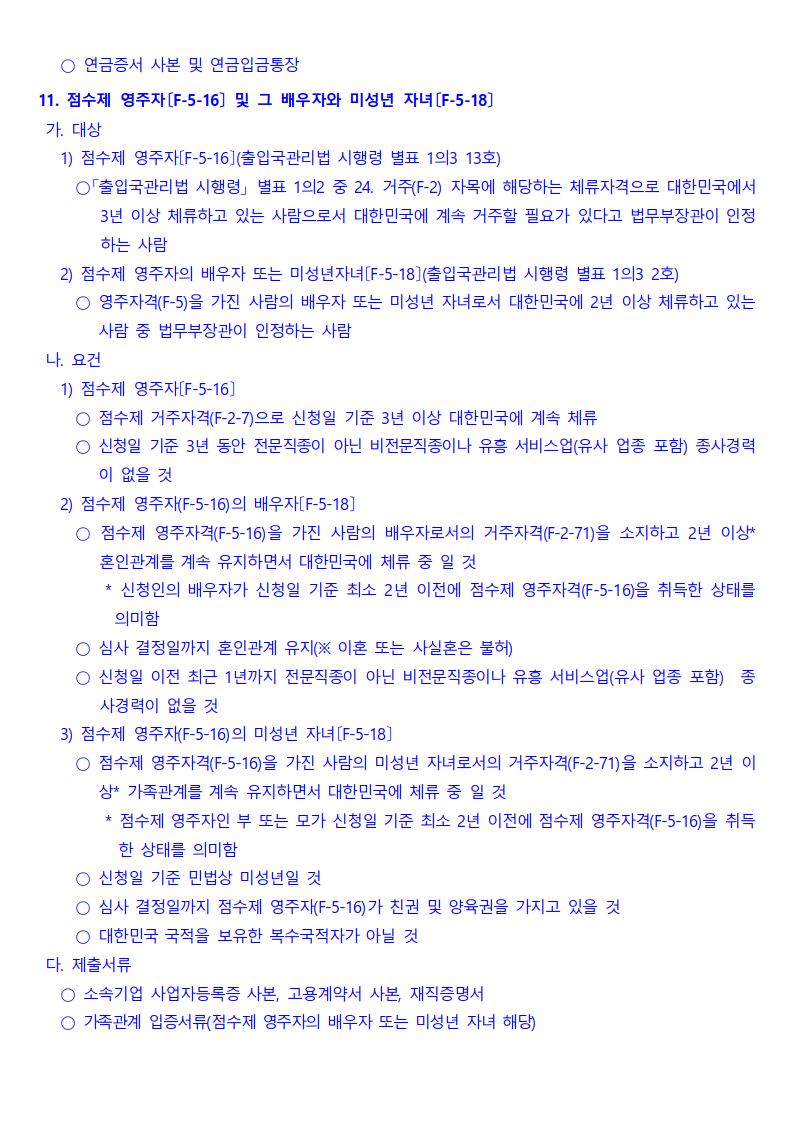 ○ 연금증서 사본 및 연금입금통장
11. 점수제 영주자〔F-5-16〕 및 그 배우자와 미성년 자녀〔F-5-18〕
가. 대상
1) 점수제 영주자〔F-5-16〕(출입국관리법 시행령 별표 1의3 13호)
○「출입국관리법 시행령」 별표 1의2 중 24. 거주(F-2) 자목에 해당하는 체류자격으로 대한민국에서
3년 이상 체류하고 있는 사람으로서 대한민국에 계속 거주할 필요가 있다고 법무부장관이 인정
하는 사람
2) 점수제 영주자의 배우자 또는 미성년자녀〔F-5-18〕(출입국관리법 시행령 별표 1의3 2호)
○ 영주자격(F-5)을 가진 사람의 배우자 또는 미성년 자녀로서 대한민국에 2년 이상 체류하고 있는
사람 중 법무부장관이 인정하는 사람
나. 요건
1) 점수제 영주자〔F-5-16〕
○ 점수제 거주자격(F-2-7)으로 신청일 기준 3년 이상 대한민국에 계속 체류
○ 신청일 기준 3년 동안 전문직종이 아닌 비전문직종이나 유흥 서비스업(유사 업종 포함) 종사경력
이 없을 것
2) 점수제 영주자(F-5-16)의 배우자〔F-5-18〕
○ 점수제 영주자격(F-5-16)을 가진 사람의 배우자로서의 거주자격(F-2-71)을 소지하고 2년 이상*
혼인관계를 계속 유지하면서 대한민국에 체류 중 일 것
* 신청인의 배우자가 신청일 기준 최소 2년 이전에 점수제 영주자격(F-5-16)을 취득한 상태를
의미함
○ 심사 결정일까지 혼인관계 유지(※ 이혼 또는 사실혼은 불허)
○ 신청일 이전 최근 1년까지 전문직종이 아닌 비전문직종이나 유흥 서비스업(유사 업종 포함) 종
사경력이 없을 것
3) 점수제 영주자(F-5-16)의 미성년 자녀〔F-5-18〕
○ 점수제 영주자격(F-5-16)을 가진 사람의 미성년 자녀로서의 거주자격(F-2-71)을 소지하고 2년 이
상* 가족관계를 계속 유지하면서 대한민국에 체류 중 일 것
* 점수제 영주자인 부 또는 모가 신청일 기준 최소 2년 이전에 점수제 영주자격(F-5-16)을 취득
한 상태를 의미함
○ 신청일 기준 민법상 미성년일 것
○ 심사 결정일까지 점수제 영주자(F-5-16)가 친권 및 양육권을 가지고 있을 것
○ 대한민국 국적을 보유한 복수국적자가 아닐 것
다. 제출서류
○ 소속기업 사업자등록증 사본, 고용계약서 사본, 재직증명서
○ 가족관계 입증서류(점수제 영주자의 배우자 또는 미성년 자녀 해당)